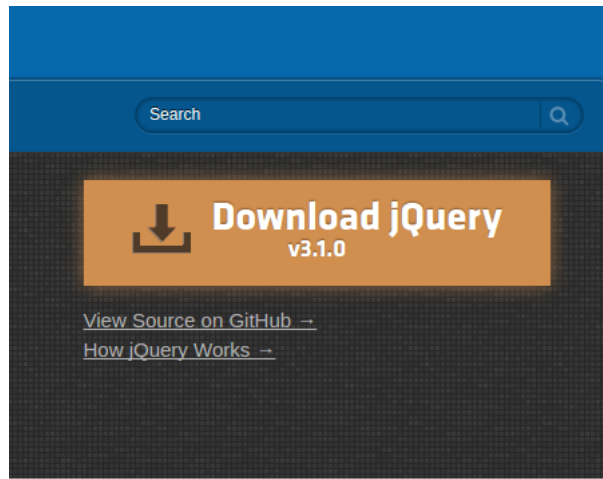 Search
Download jQuery
v3.1.0
View Source on GitHub →
How jQuery Works →